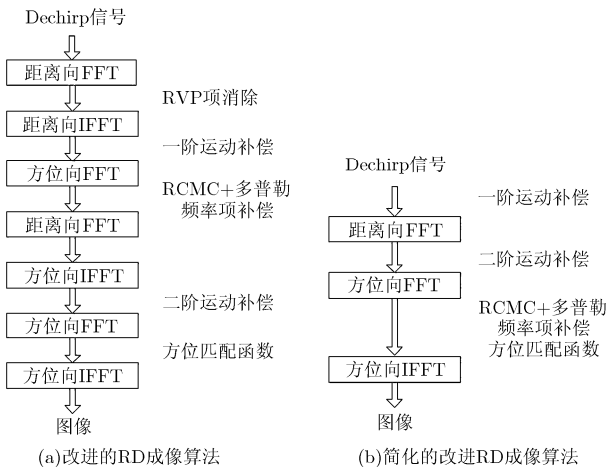 Dechirp信号
距离向FFT
RVP项消除
距离向IFFT
一阶运动补偿
方位向FFT
RCMC+多普勒
频率项补偿
距离向FFT
方位向IFFT
二阶运动补偿
方位向FFT
方位匹配函数
方位向IFFT
图像
(a)改进的RD成像算法
Dechirp信号
一阶运动补偿
距离向FFT
二阶运动补偿
方位向FFT
RCMC+多普勒
频率项补偿
方位匹配函数
方位向IFFT
图像
(b)简化的改进RD成像算法